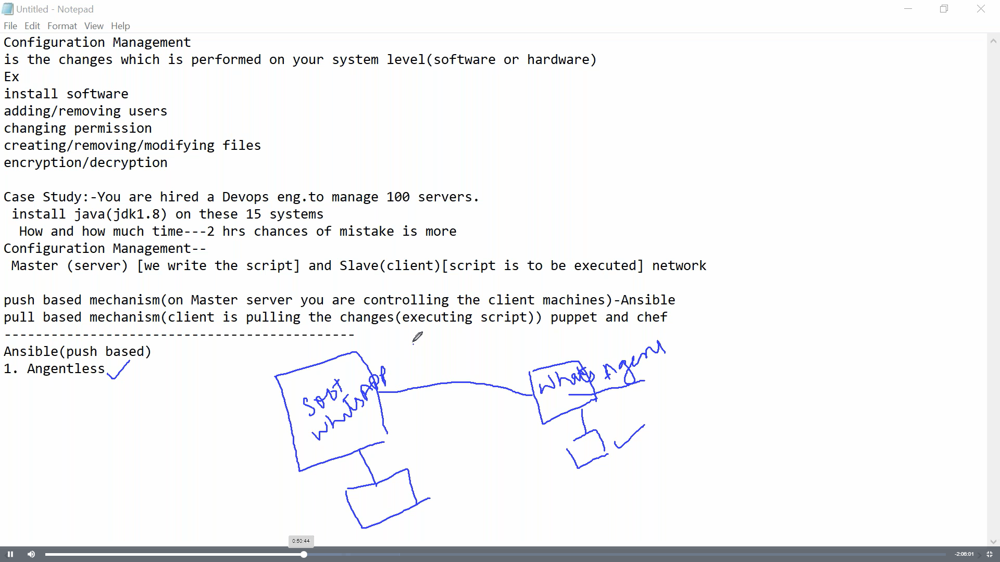 Untitled - Notepad
File Edit Format View Help
Configuration Management
is the changes which is performed on your system level(software or hardware)
Ex
install software
adding/removing users
changing permission
creating/removing/modifying files
encryption/decryption
Case Study:-You are hired a Devops eng.to manage 100 servers.
install java(jdk1.8) on these 15 systems
How and how much time---2 hrs chances of mistake is more
Configuration Management--
Master (server) [we write the script] and Slave(client)[script is to be executed] network
push based mechanism(on Master server you are controlling the client machines)-Ansible
pull based mechanism(client is pulling the changes(executing script)) puppet and chef
---------------------------------------------
Ansible(push based)
1. Angentless
0:50:44
-2:06:01